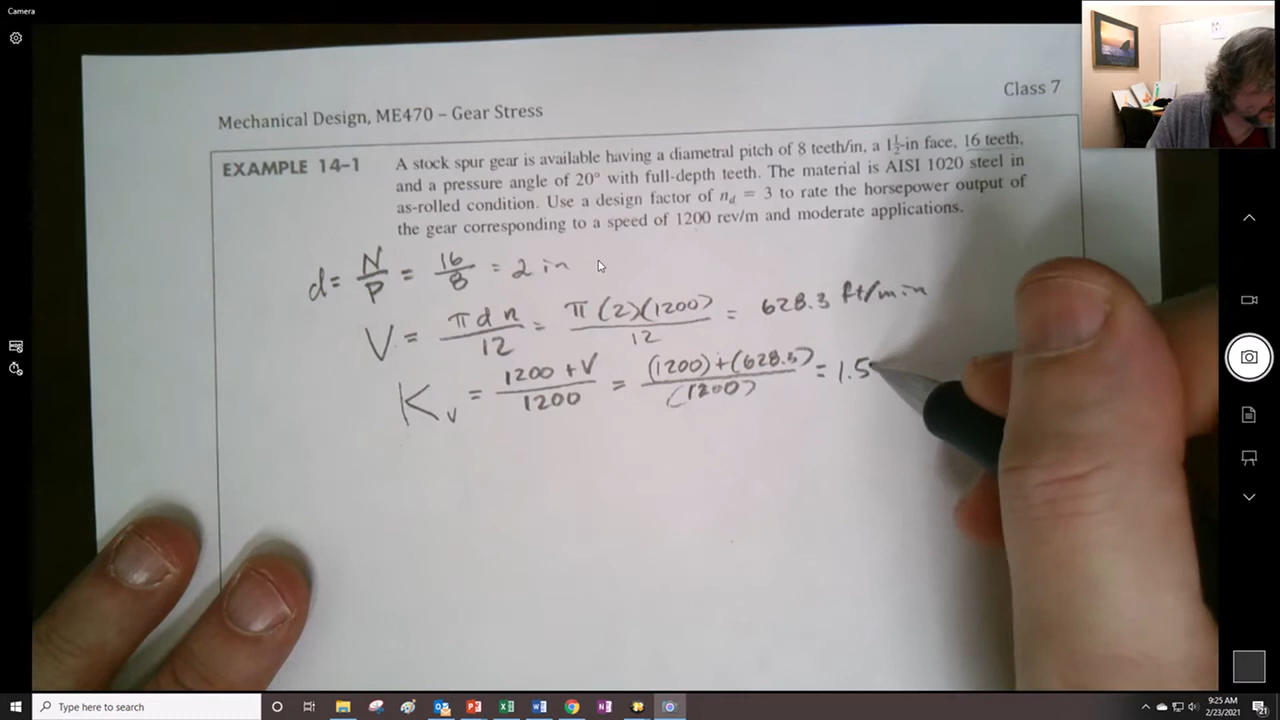 Camera
Mechanical Design, ME470 – Gear Stress
Class 7
EXAMPLE 14–1
A stock spur gear is available having a diametral pitch of 8 teeth/in, a 1½-in face, 16 teeth,
and a pressure angle of 20° with full-depth teeth. The material is AISI 1020 steel in
as-rolled condition. Use a design factor of n_d = 3 to rate the horsepower output of
the gear corresponding to a speed of 1200 rev/m and moderate applications.
d = N/P = 16/8 = 2 in
V = πdn/12 = π(2)(1200)/12 = 628.3 ft/min
K_v = 1200 + V/1200 = (1200)+(628.3)/(1200) = 1.5
Type here to search
9:25 AM
2/23/2021
21